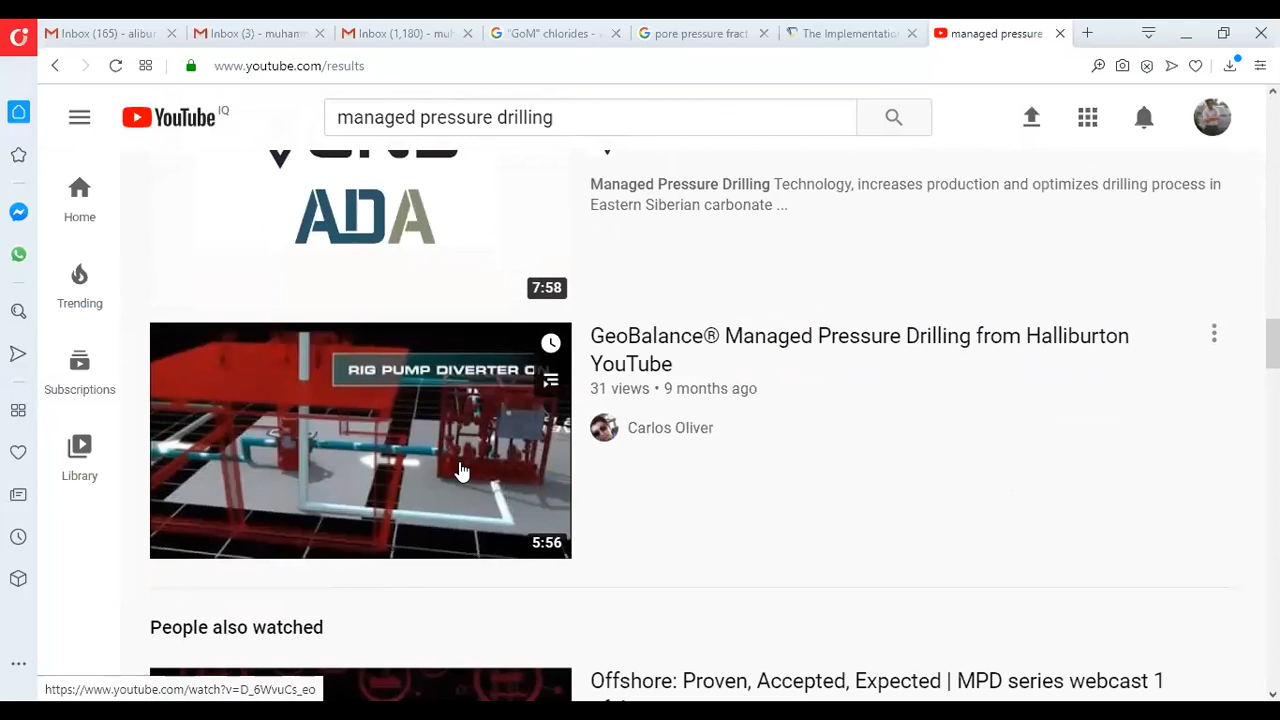 Inbox (165) - alibur
Inbox (3) - muham
Inbox (1,180) - mu
"GoM" chlorides -
pore pressure fract
The Implementatio
managed pressure
www.youtube.com/results
YouTube IQ
managed pressure drilling
Home
Trending
Subscriptions
Library
ADA
7:58
Managed Pressure Drilling Technology, increases production and optimizes drilling process in
Eastern Siberian carbonate ...
RIG PUMP DIVERTER
5:56
GeoBalance® Managed Pressure Drilling from Halliburton
YouTube
31 views • 9 months ago
Carlos Oliver
People also watched
Offshore: Proven, Accepted, Expected | MPD series webcast 1
https://www.youtube.com/watch?v=D_6WvuCs_eo